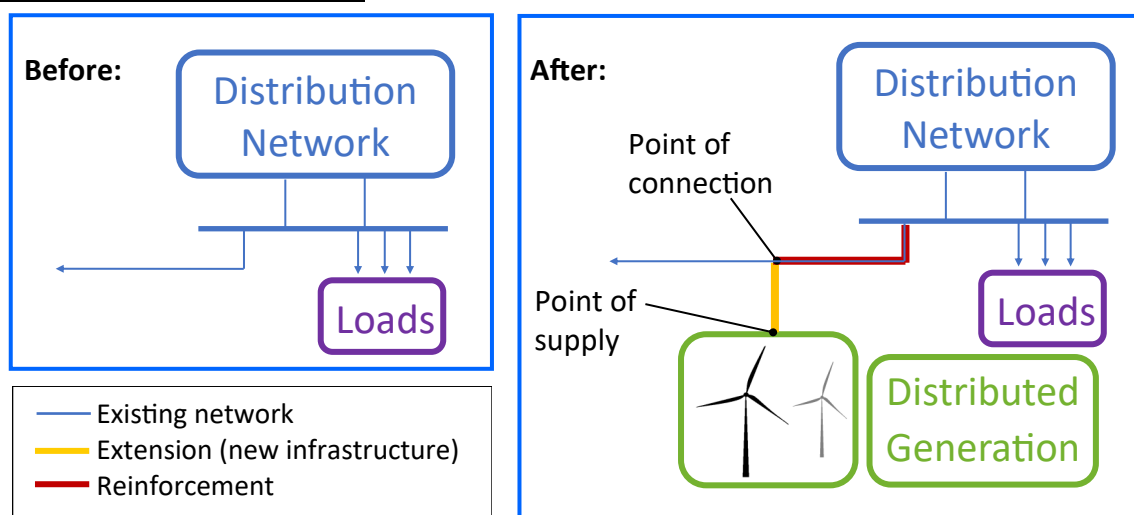 Before:
Distribution
Network
Loads
Existing network
Extension (new infrastructure)
Reinforcement
After:
Distribution
Network
Point of
connection
Point of
supply
Loads
Distributed
Generation